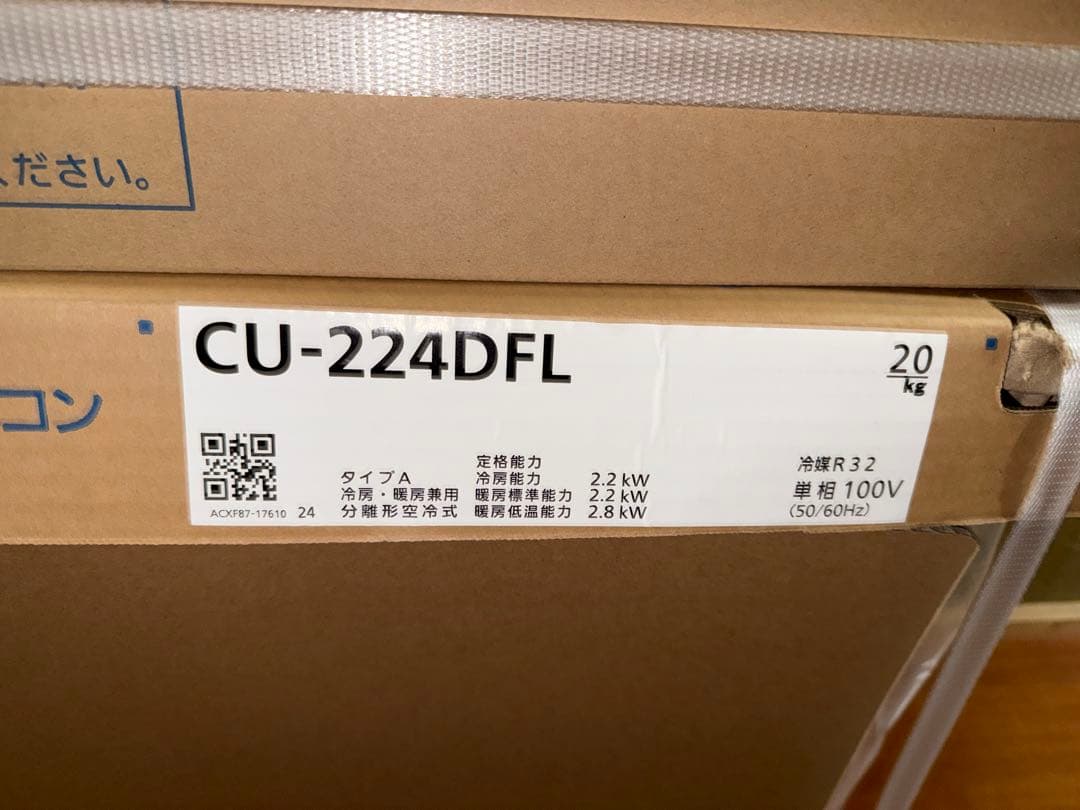 ください。
コン
CU-224DFL
20
kg
定格能力
タイプA 冷房能力 2.2 kW
冷房・暖房兼用 暖房標準能力 2.2 kW
分離形空冷式 暖房低温能力 2.8 kW
冷媒R32
単相 100V
(50/60Hz)
ACXF87-17610 24